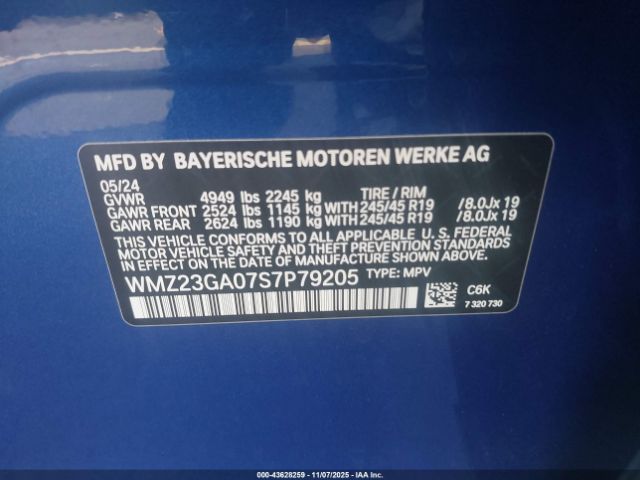 MFD BY BAYERISCHE MOTOREN WERKE AG
05/24
GVWR 4949 lbs 2245 kg TIRE / RIM
GAWR FRONT 2524 lbs 1145 kg WITH 245/45 R19 /8.0Jx 19
GAWR REAR 2624 lbs 1190 kg WITH 245/45 R19 /8.0Jx 19
THIS VEHICLE CONFORMS TO ALL APPLICABLE U. S. FEDERAL
MOTOR VEHICLE SAFETY AND THEFT PREVENTION STANDARDS
IN EFFECT ON THE DATE OF MANUFACTURE SHOWN ABOVE.
WMZ23GA07S7P79205 TYPE: MPV
C6K
7 320 730
000-43628259 - 11/07/2025 - IAA Inc.